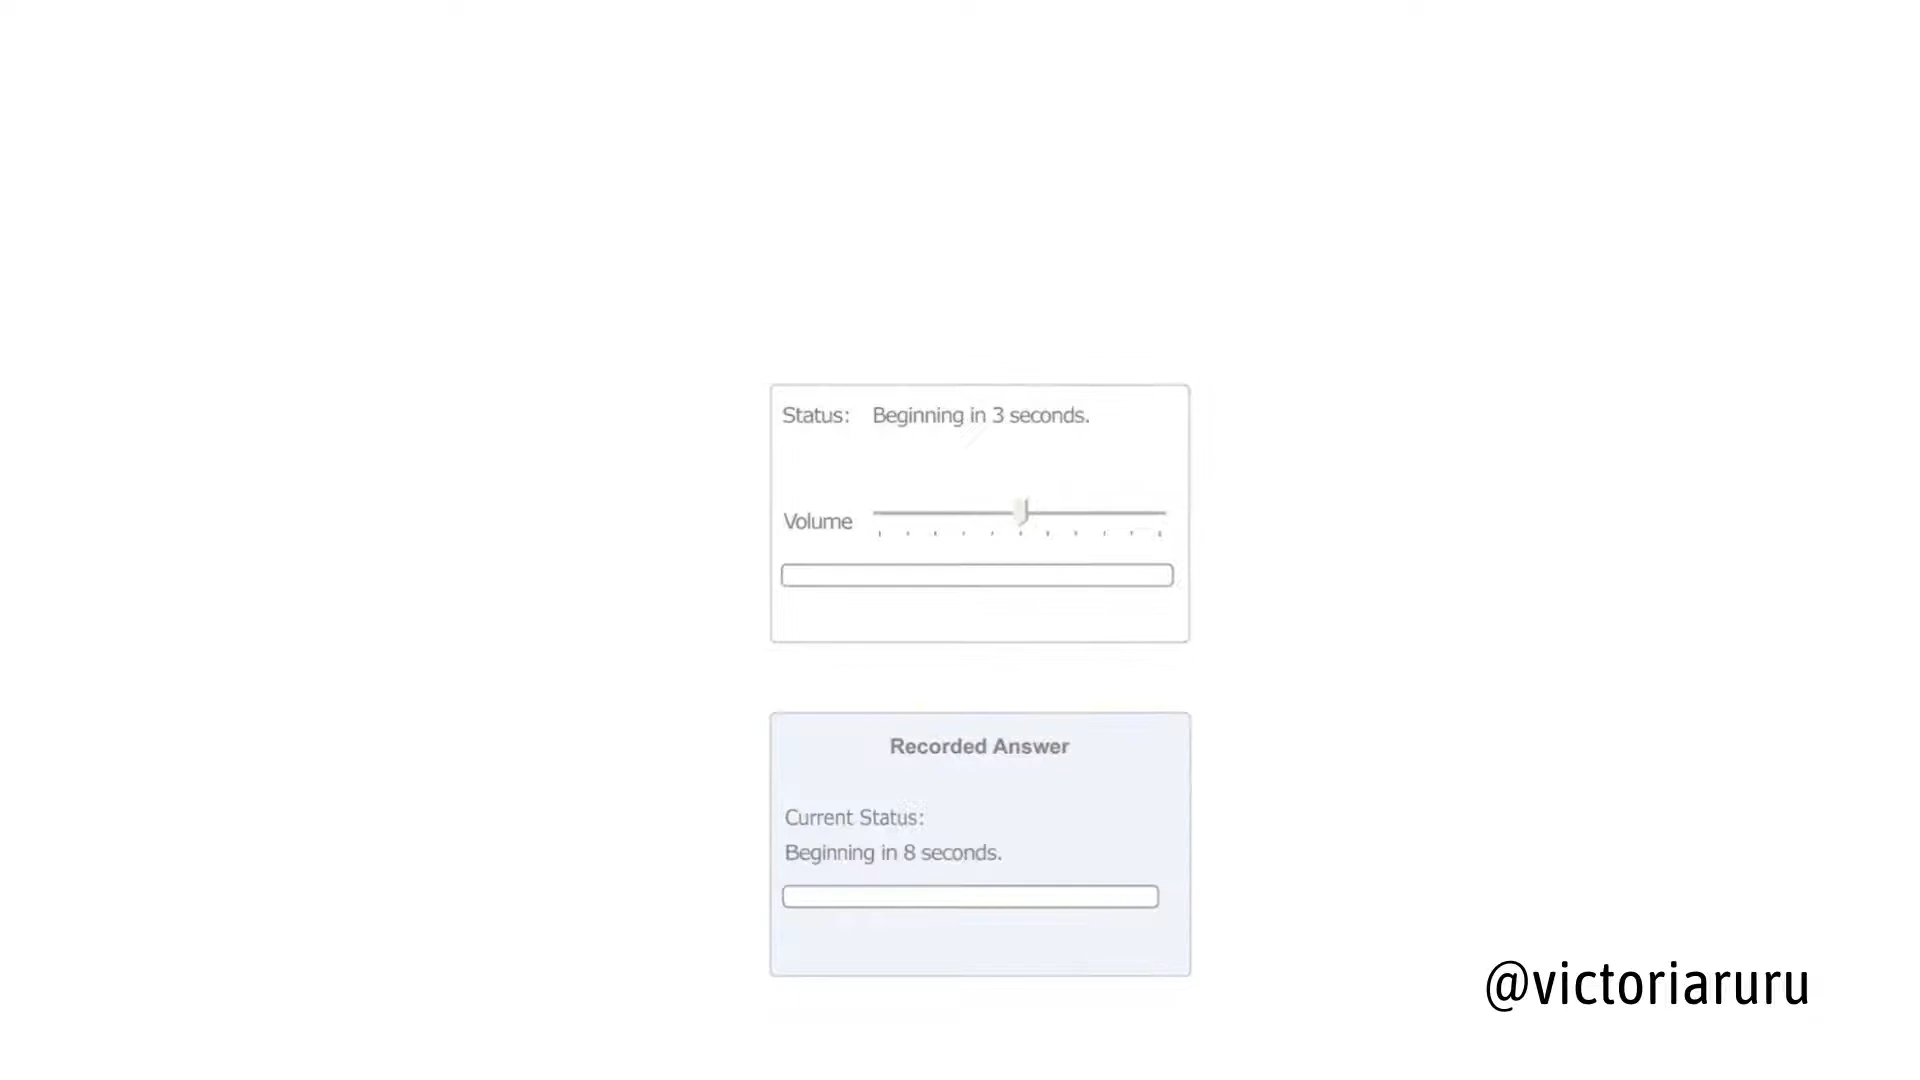 Status: Beginning in 3 seconds.
Volume
Recorded Answer
Current Status:
Beginning in 8 seconds.
@victoriaruru